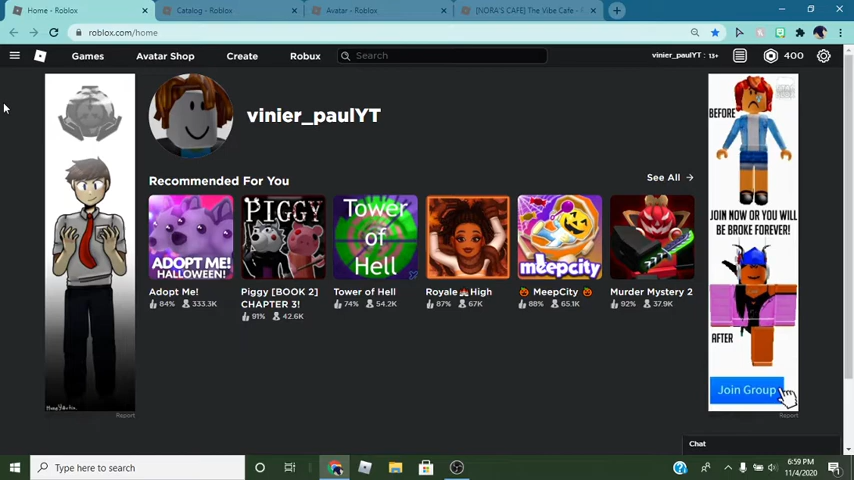 Home - Roblox
Catalog - Roblox
Avatar - Roblox
[NORA'S CAFE] The Vibe Cafe -
roblox.com/home
Games
Avatar Shop
Create
Robux
Search
vinier_paulYT : 13+
400
vinier_paulYT
Recommended For You
See All
ADOPT ME!
HALLOWEEN!
PIGGY
Tower
of
Hell
meepcity
Adopt Me!
84% 333.3K
Piggy [BOOK 2]
CHAPTER 3!
91% 42.6K
Tower of Hell
74% 54.2K
Royale High
87% 67K
MeepCity
88% 65.1K
Murder Mystery 2
92% 37.9K
BEFORE
JOIN NOW OR YOU WILL
BE BROKE FOREVER!
AFTER
Join Group
Report
Report
Chat
Type here to search
6:59 PM
11/4/2020
1